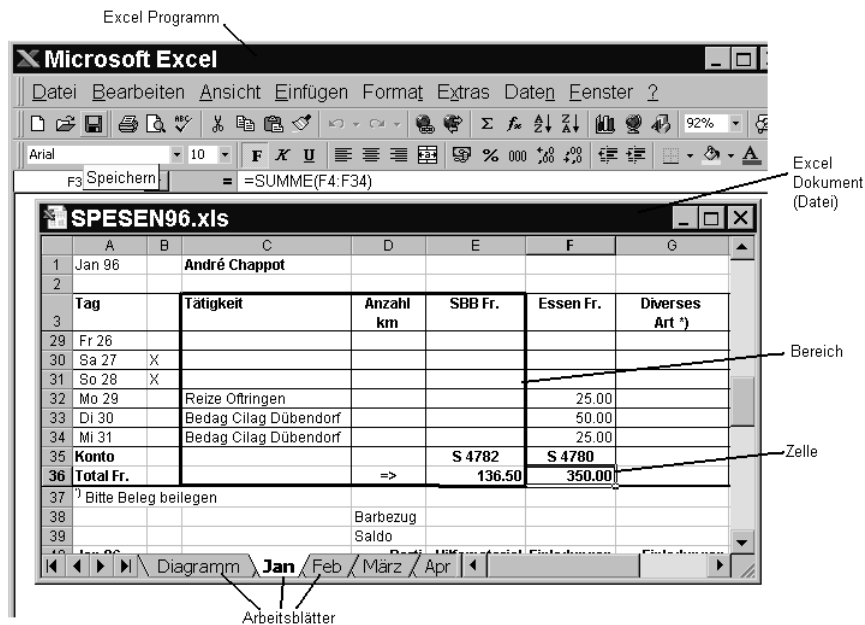 Excel Programm
Microsoft Excel
Datei Bearbeiten Ansicht Einfügen Format Extras Daten Fenster ?
92%
Arial 10 F K U % 000
F3 Speichern = =SUMME(F4:F34)
Excel
Dokument
(Datei)
SPESEN96.xls
A B C D E F G
1 Jan 96 André Chappot
2
3 Tag Tätigkeit Anzahl km SBB Fr. Essen Fr. Diverses Art *)
29 Fr 26
30 Sa 27 X
31 So 28 X
Bereich
32 Mo 29 Reize Oftringen 25.00
33 Di 30 Bedag Cilag Dübendorf 50.00
34 Mi 31 Bedag Cilag Dübendorf 25.00
35 Konto S 4782 S 4780
Zelle
36 Total Fr. => 136.50 350.00
37 *) Bitte Beleg beilegen
38 Barbezug
39 Saldo
Diagramm Jan Feb März Apr
Arbeitsblätter